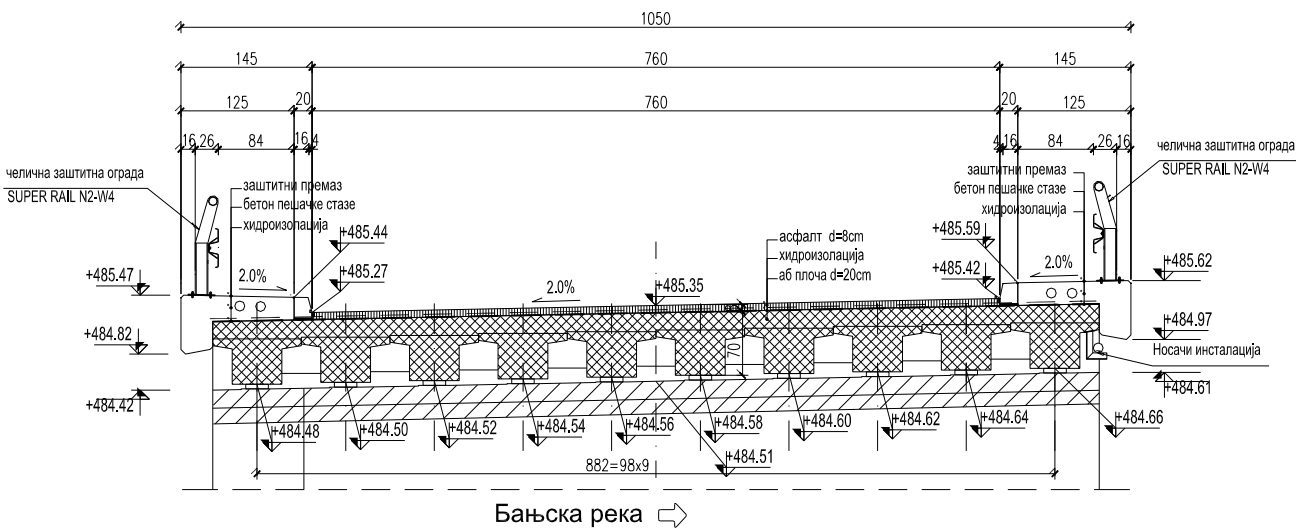 1050
145 760 145
125 20 760 20 125
16 26 84 16 4 4 16 84 26 16
челична заштитна ограда
SUPER RAIL N2-W4
заштитни премаз
бетон пешачке стазе
хидроизолација
челична заштитна ограда
SUPER RAIL N2-W4
заштитни премаз
бетон пешачке стазе
хидроизолација
+485.44
+485.27
асфалт d=8cm
хидроизолација
аб плоча d=20cm
+485.59
+485.42
+485.47
2.0%
2.0%
+485.35
2.0%
+485.62
+484.82
+484.97
70
Носачи инсталација
+484.42
+484.61
+484.48
+484.50
+484.52
+484.54
+484.56
+484.58
+484.60
+484.62
+484.64
+484.66
+484.51
882=98x9
Бањска река